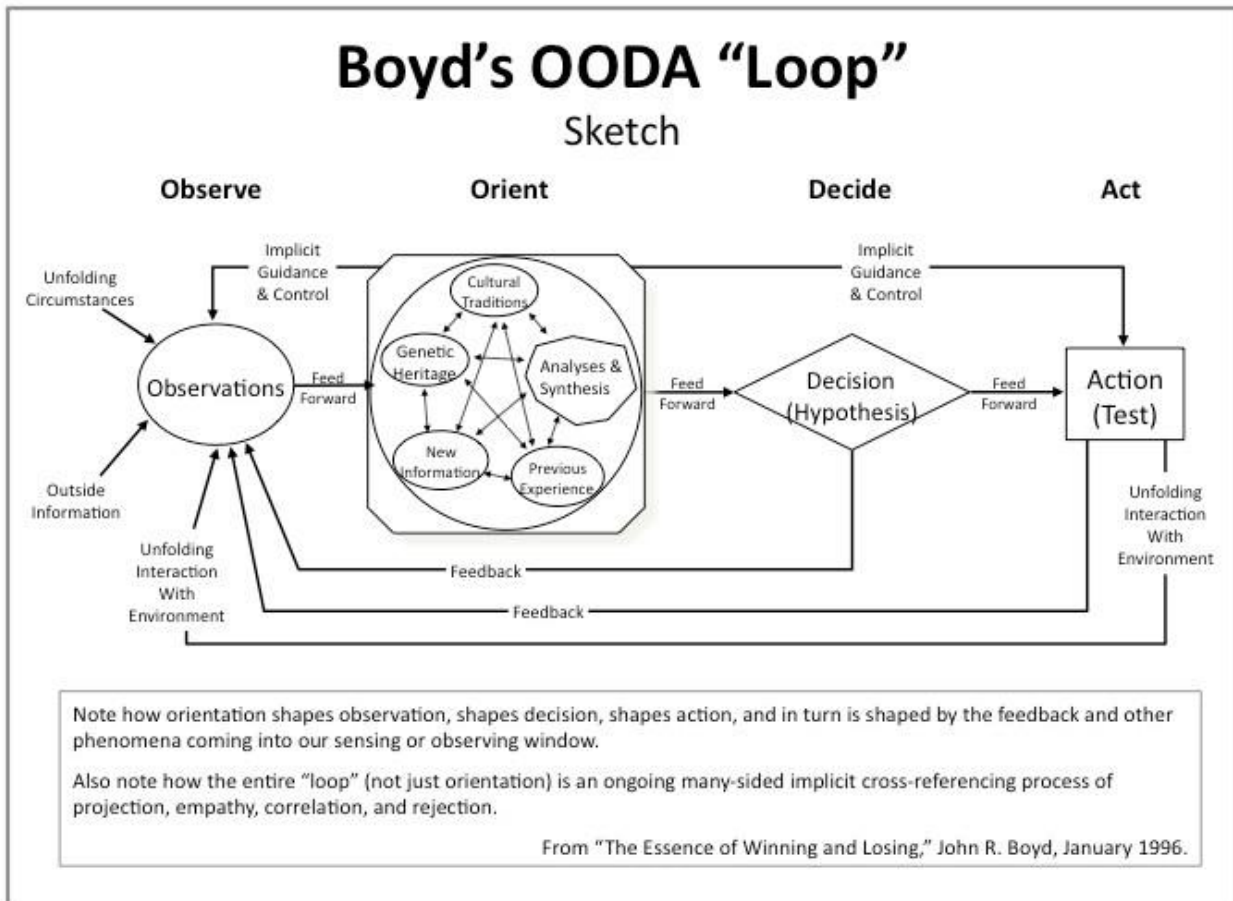 Boyd’s OODA “Loop”
Sketch
Observe
Orient
Decide
Act
Implicit
Guidance
& Control
Implicit
Guidance
& Control
Unfolding
Circumstances
Cultural
Traditions
Genetic
Heritage
Analyses &
Synthesis
Observations
Feed
Forward
Feed
Forward
Decision
(Hypothesis)
Feed
Forward
Action
(Test)
New
Information
Previous
Experience
Outside
Information
Unfolding
Interaction
With
Environment
Unfolding
Interaction
With
Environment
Feedback
Feedback
Note how orientation shapes observation, shapes decision, shapes action, and in turn is shaped by the feedback and other
phenomena coming into our sensing or observing window.
Also note how the entire “loop” (not just orientation) is an ongoing many-sided implicit cross-referencing process of
projection, empathy, correlation, and rejection.
From “The Essence of Winning and Losing,” John R. Boyd, January 1996.